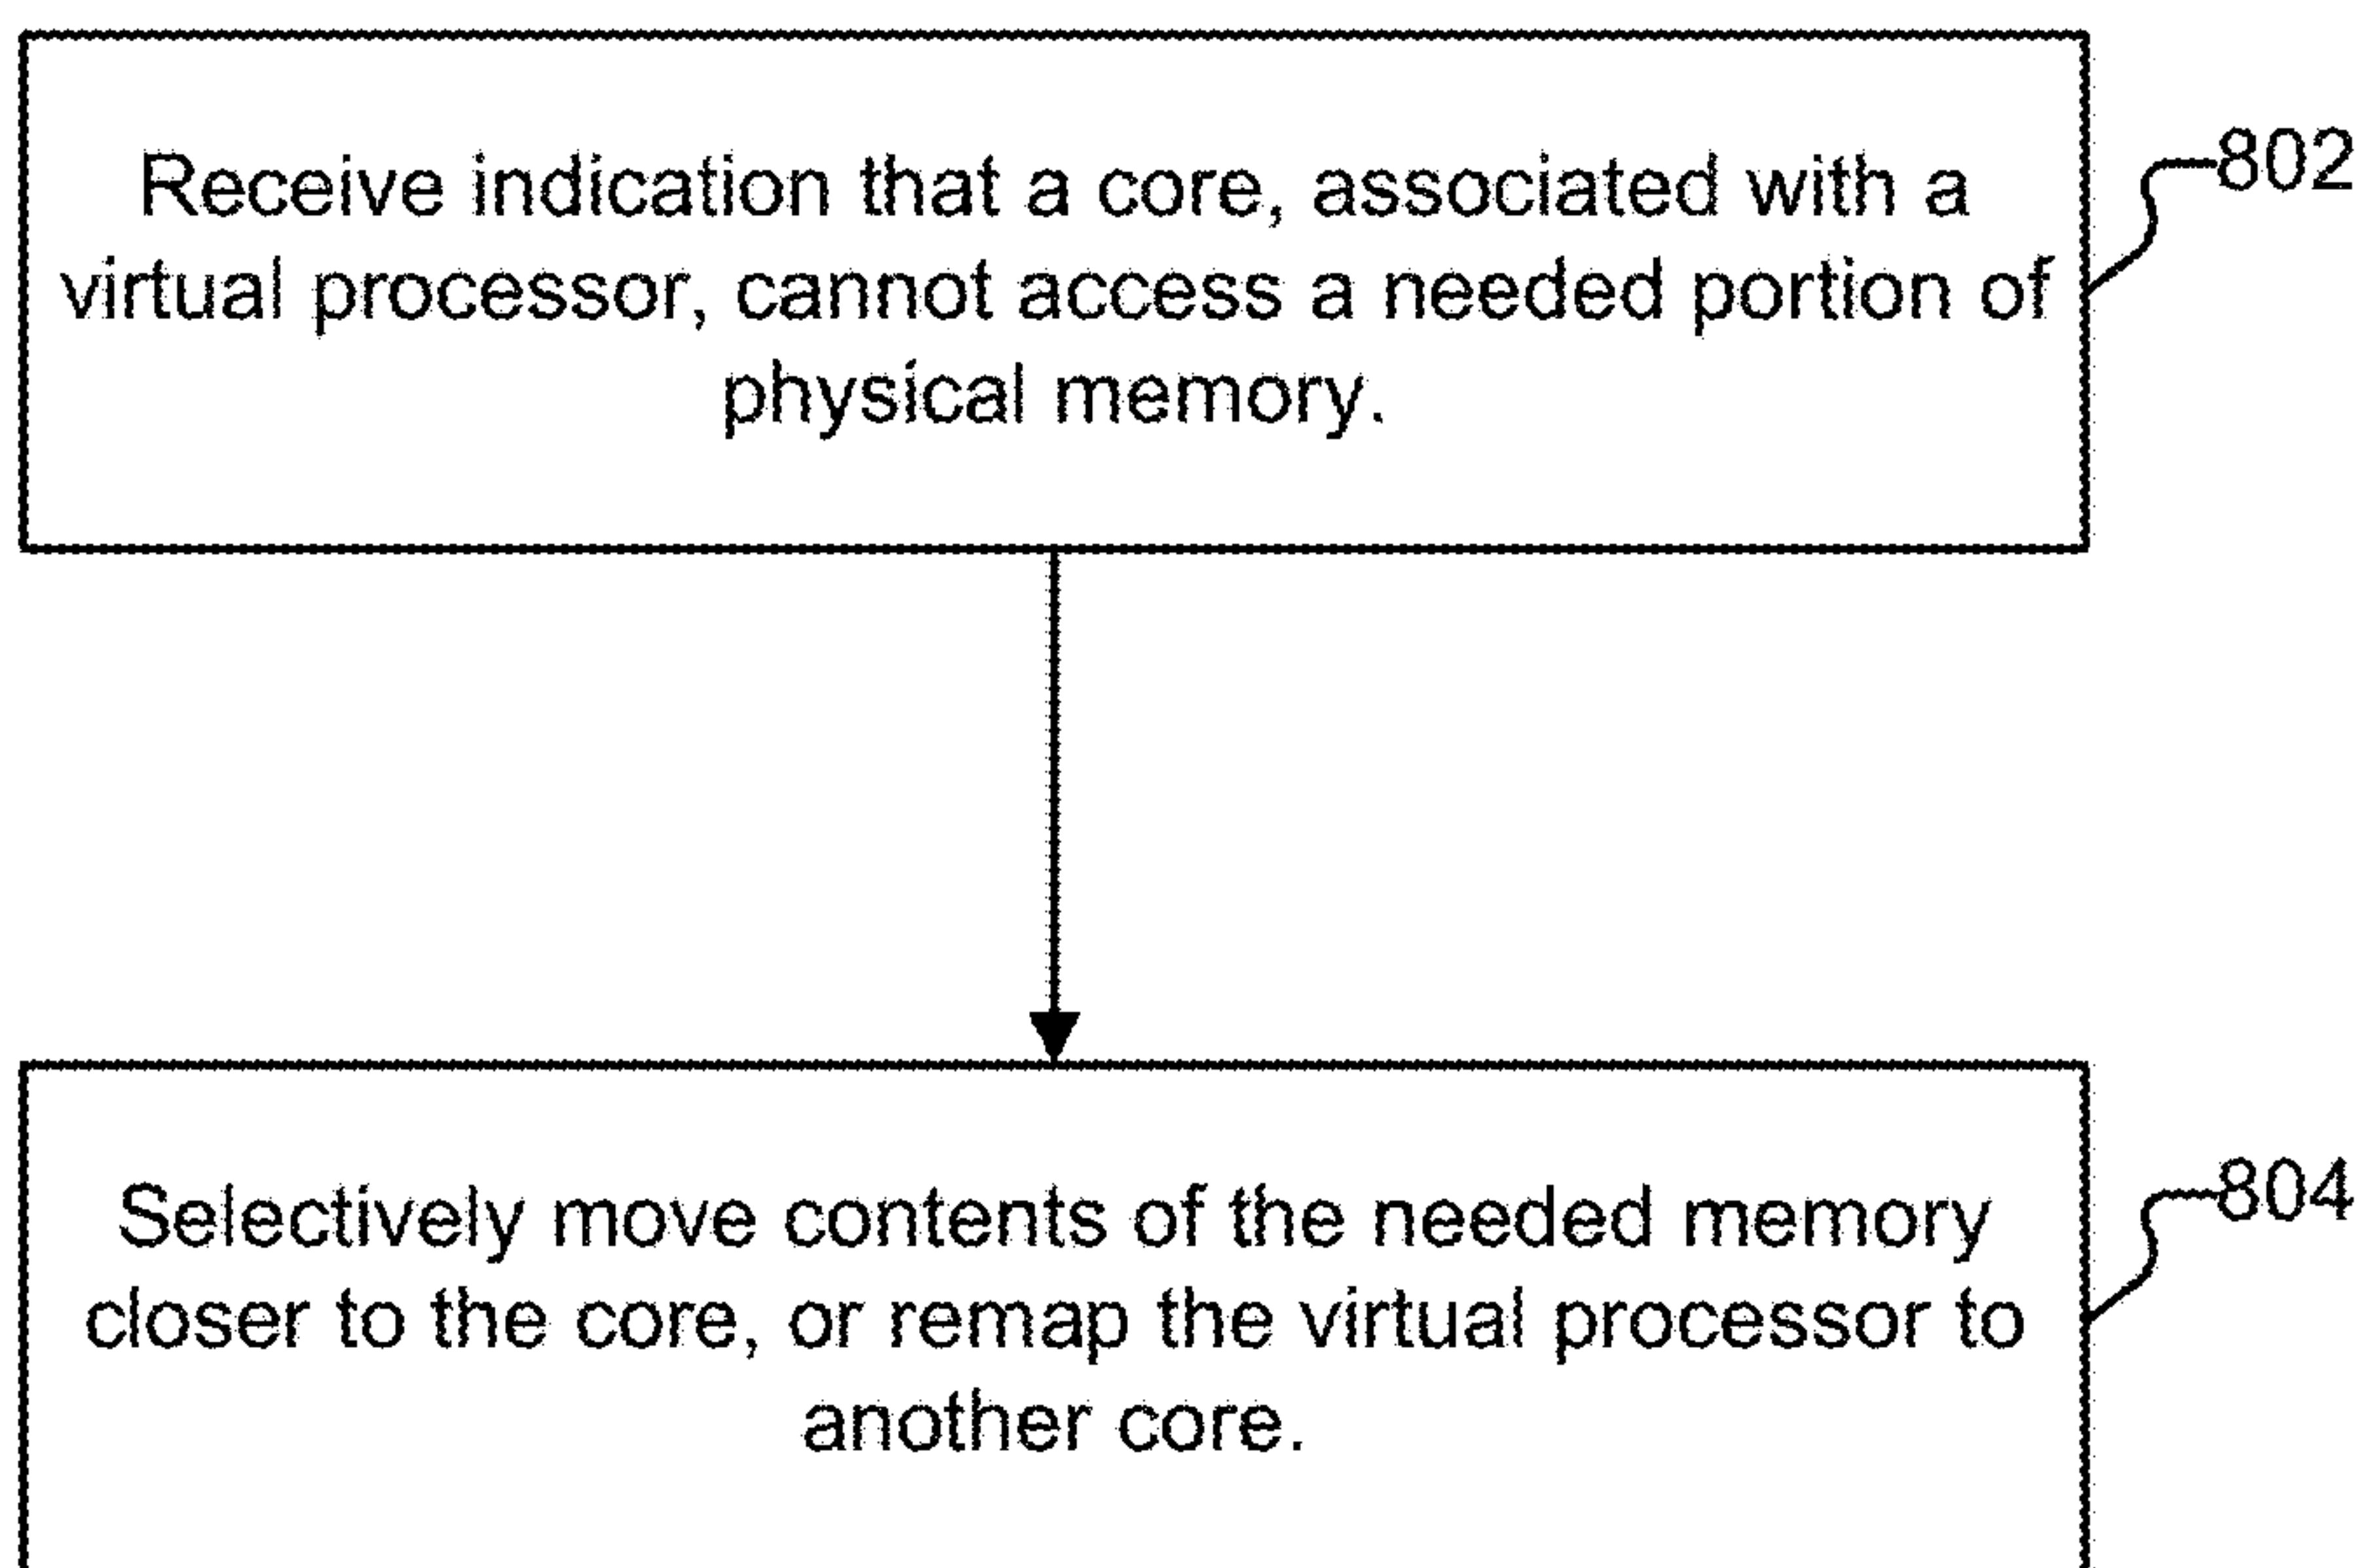 Receive indication that a core, associated with a
virtual processor, cannot access a needed portion of
physical memory.
802
Selectively move contents of the needed memory
closer to the core, or remap the virtual processor to
another core.
804